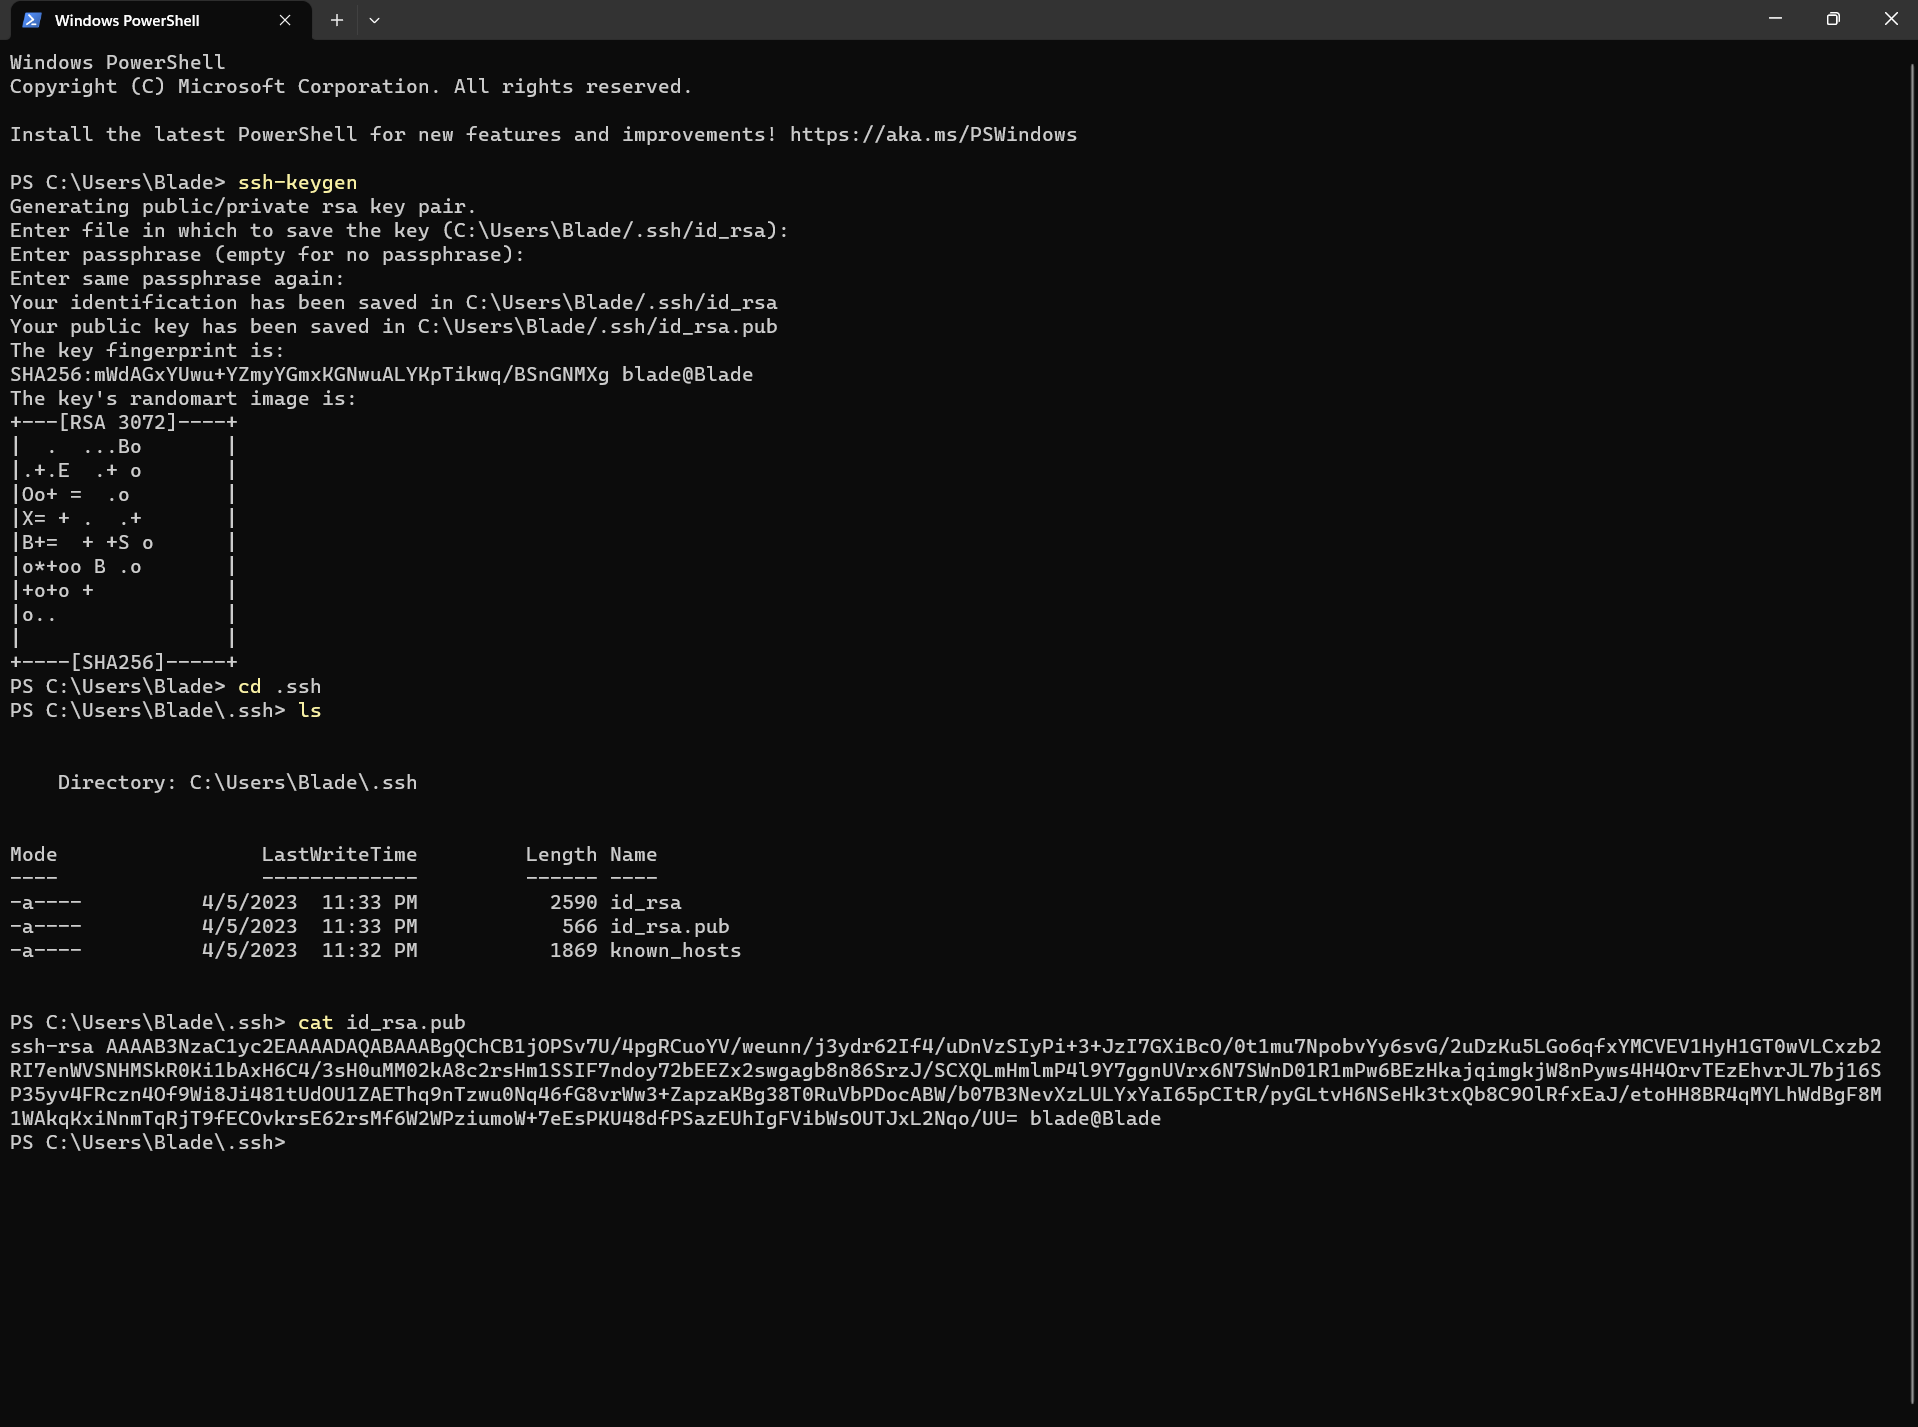 Windows PowerShell
Windows PowerShell
Copyright (C) Microsoft Corporation. All rights reserved.
Install the latest PowerShell for new features and improvements! https://aka.ms/PSWindows
PS C:\Users\Blade> ssh-keygen
Generating public/private rsa key pair.
Enter file in which to save the key (C:\Users\Blade/.ssh/id_rsa):
Enter passphrase (empty for no passphrase):
Enter same passphrase again:
Your identification has been saved in C:\Users\Blade/.ssh/id_rsa
Your public key has been saved in C:\Users\Blade/.ssh/id_rsa.pub
The key fingerprint is:
SHA256:mWdAGxYUwu+YZmyYGmxKGNwuALYKpTikwq/BSnGNMXg blade@Blade
The key's randomart image is:
+---[RSA 3072]----+
|  .  ...Bo       |
|.+.E  .+ o       |
|Oo+ =  .o        |
|X= + .  .+       |
|B+=  + +S o      |
|o*+oo B .o       |
|+o+o +           |
|o..              |
|                 |
+----[SHA256]-----+
PS C:\Users\Blade> cd .ssh
PS C:\Users\Blade\.ssh> ls
Directory: C:\Users\Blade\.ssh
Mode                 LastWriteTime         Length Name
----                 -------------         ------ ----
-a----          4/5/2023  11:33 PM           2590 id_rsa
-a----          4/5/2023  11:33 PM            566 id_rsa.pub
-a----          4/5/2023  11:32 PM           1869 known_hosts
PS C:\Users\Blade\.ssh> cat id_rsa.pub
ssh-rsa AAAAB3NzaC1yc2EAAAADAQABAAABgQChCB1jOPSv7U/4pgRCuoYV/weunn/j3ydr62If4/uDnVzSIyPi+3+JzI7GXiBcO/0t1mu7NpobvYy6svG/2uDzKu5LGo6qfxYMCVEV1HyH1GT0wVLCxzb2
RI7enWVSNHMSkR0Ki1bAxH6C4/3sH0uMM02kA8c2rsHm1SSIF7ndoy72bEEZx2swgagb8n86SrzJ/SCXQLmHmlmP4l9Y7ggnUVrx6N7SWnD01R1mPw6BEzHkajqimgkjW8nPyws4H4OrvTEzEhvrJL7bj16S
P35yv4FRczn4Of9Wi8Ji481tUdOU1ZAEThq9nTzwu0Nq46fG8vrWw3+ZapzaKBg38T0RuVbPDocABW/b07B3NevXzLULYxYaI65pCItR/pyGLtvH6NSeHk3txQb8C9OlRfxEaJ/etoHH8BR4qMYLhWdBgF8M
1WAkqKxiNnmTqRjT9fECOvkrsE62rsMf6W2WPziumoW+7eEsPKU48dfPSazEUhIgFVibWsOUTJxL2Nqo/UU= blade@Blade
PS C:\Users\Blade\.ssh>